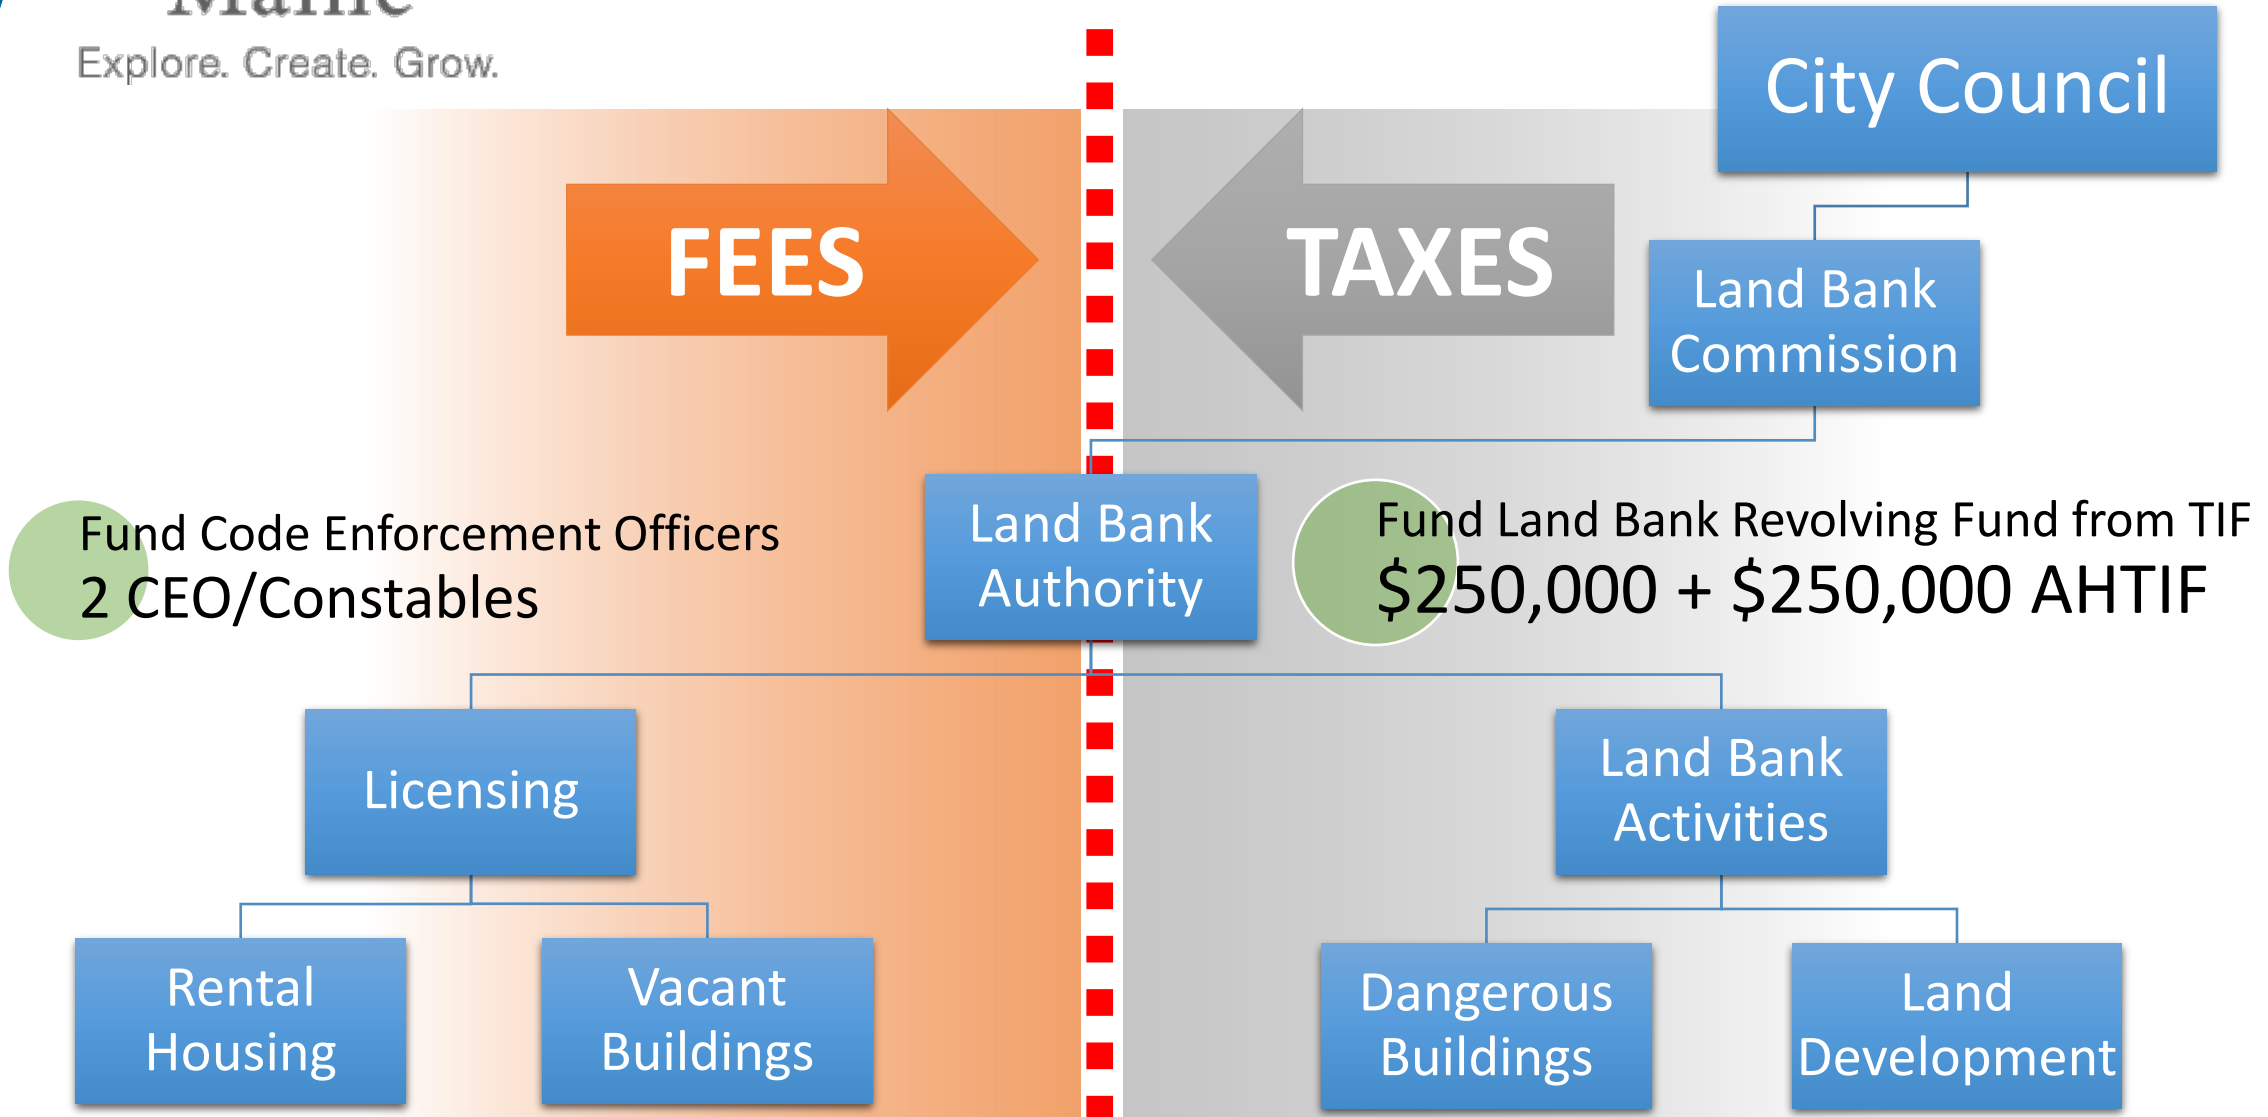 Maine
Explore. Create. Grow.
City Council
FEES
TAXES
Land Bank
Commission
Fund Code Enforcement Officers
2 CEO/Constables
Land Bank
Authority
Fund Land Bank Revolving Fund from TIF
$250,000 + $250,000 AHTIF
Licensing
Land Bank
Activities
Rental
Housing
Vacant
Buildings
Dangerous
Buildings
Land
Development